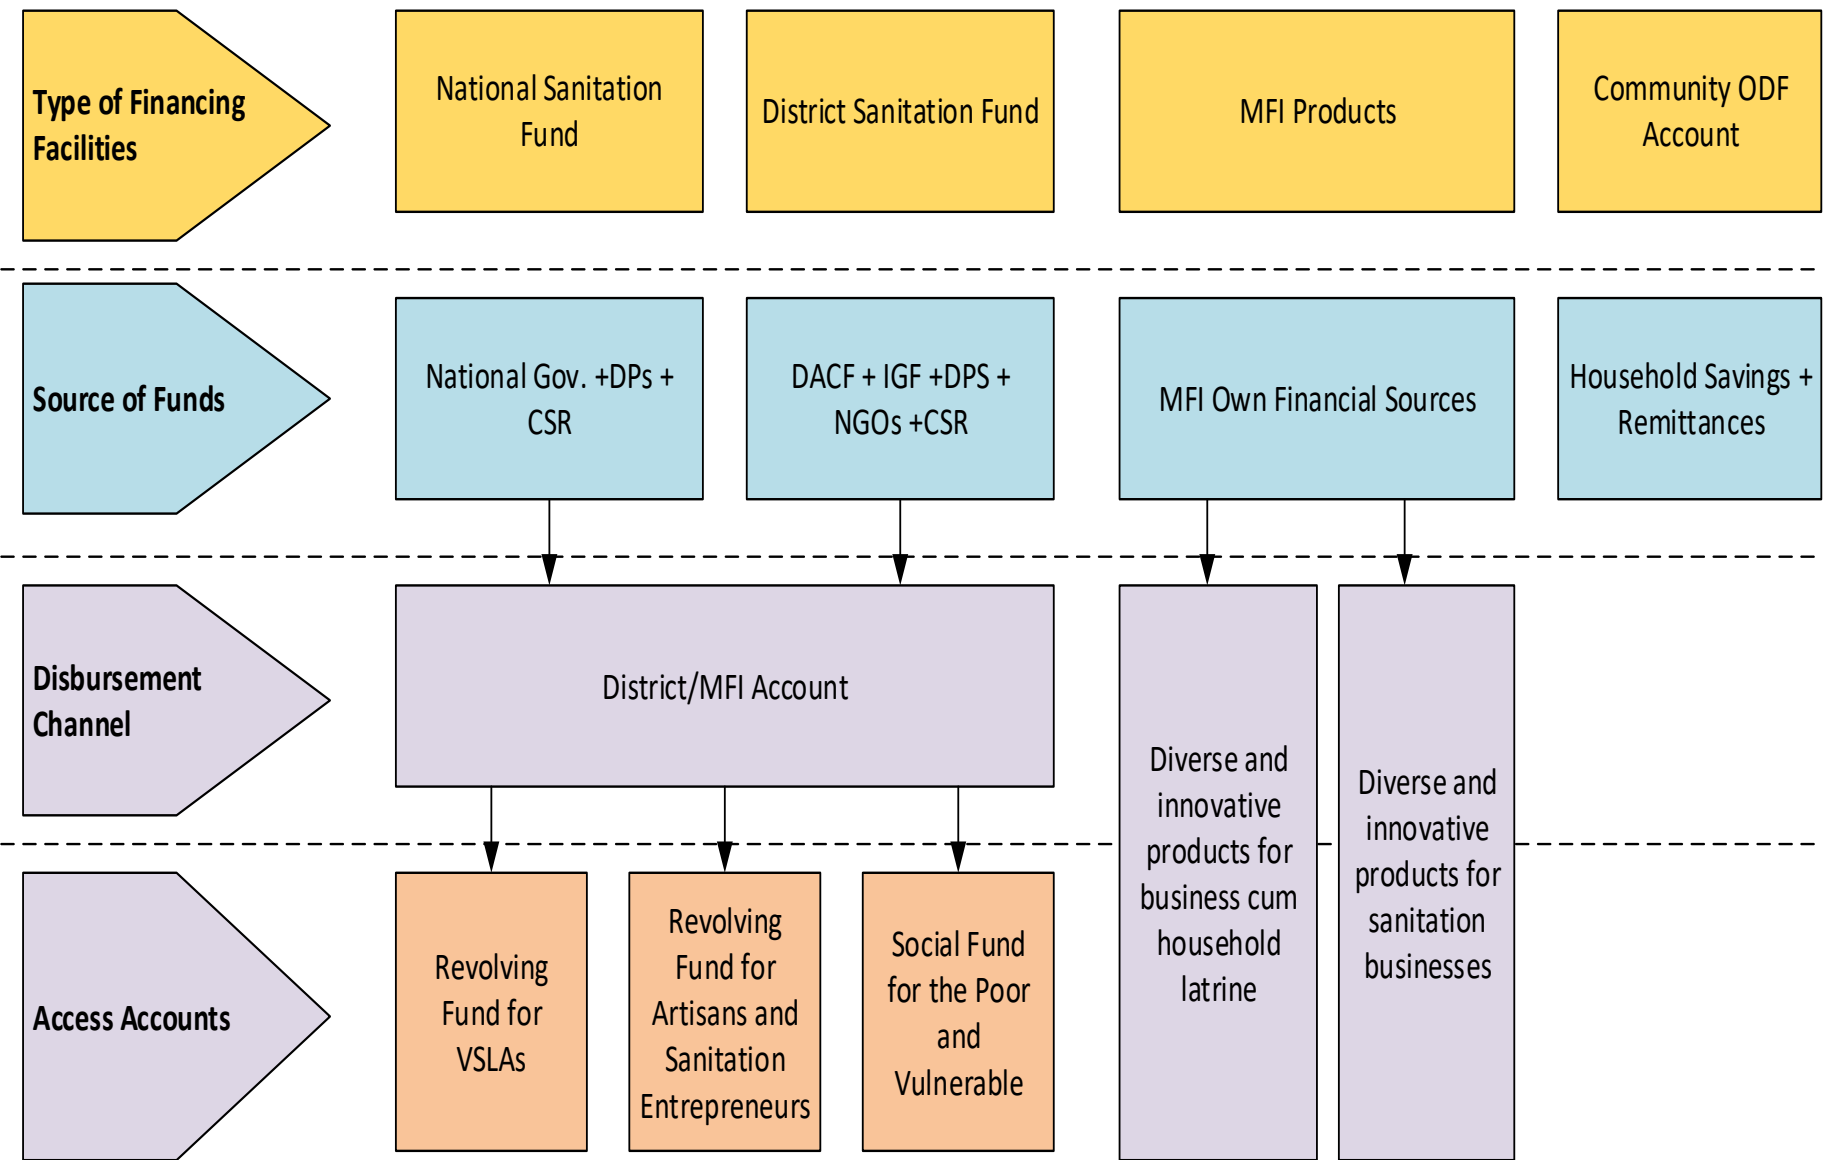 Type of Financing
Facilities
National Sanitation
Fund
District Sanitation Fund
MFI Products
Community ODF
Account
Source of Funds
National Gov. +DPs +
CSR
DACF + IGF +DPS +
NGOs +CSR
MFI Own Financial Sources
Household Savings +
Remittances
Disbursement
Channel
District/MFI Account
Diverse and
innovative
products for
business cum
household
latrine
Diverse and
innovative
products for
sanitation
businesses
Access Accounts
Revolving
Fund for
VSLAs
Revolving
Fund for
Artisans and
Sanitation
Entrepreneurs
Social Fund
for the Poor
and
Vulnerable